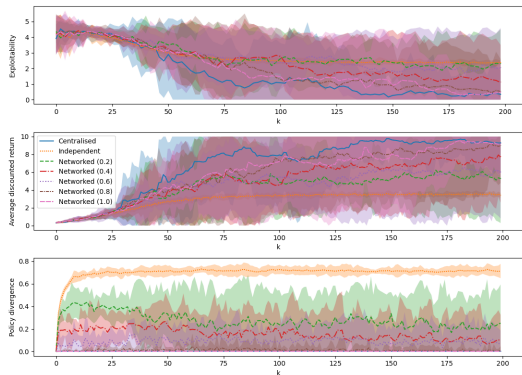 Exploitability
5
4
3
2
1
0
0 25 50 75 100 125 150 175 200
k
Average discounted return
10
8
6
4
2
0
Centralised
Independent
Networked (0.2)
Networked (0.4)
Networked (0.6)
Networked (0.8)
Networked (1.0)
0 25 50 75 100 125 150 175 200
k
Policy divergence
0.8
0.6
0.4
0.2
0.0
0 25 50 75 100 125 150 175 200
k